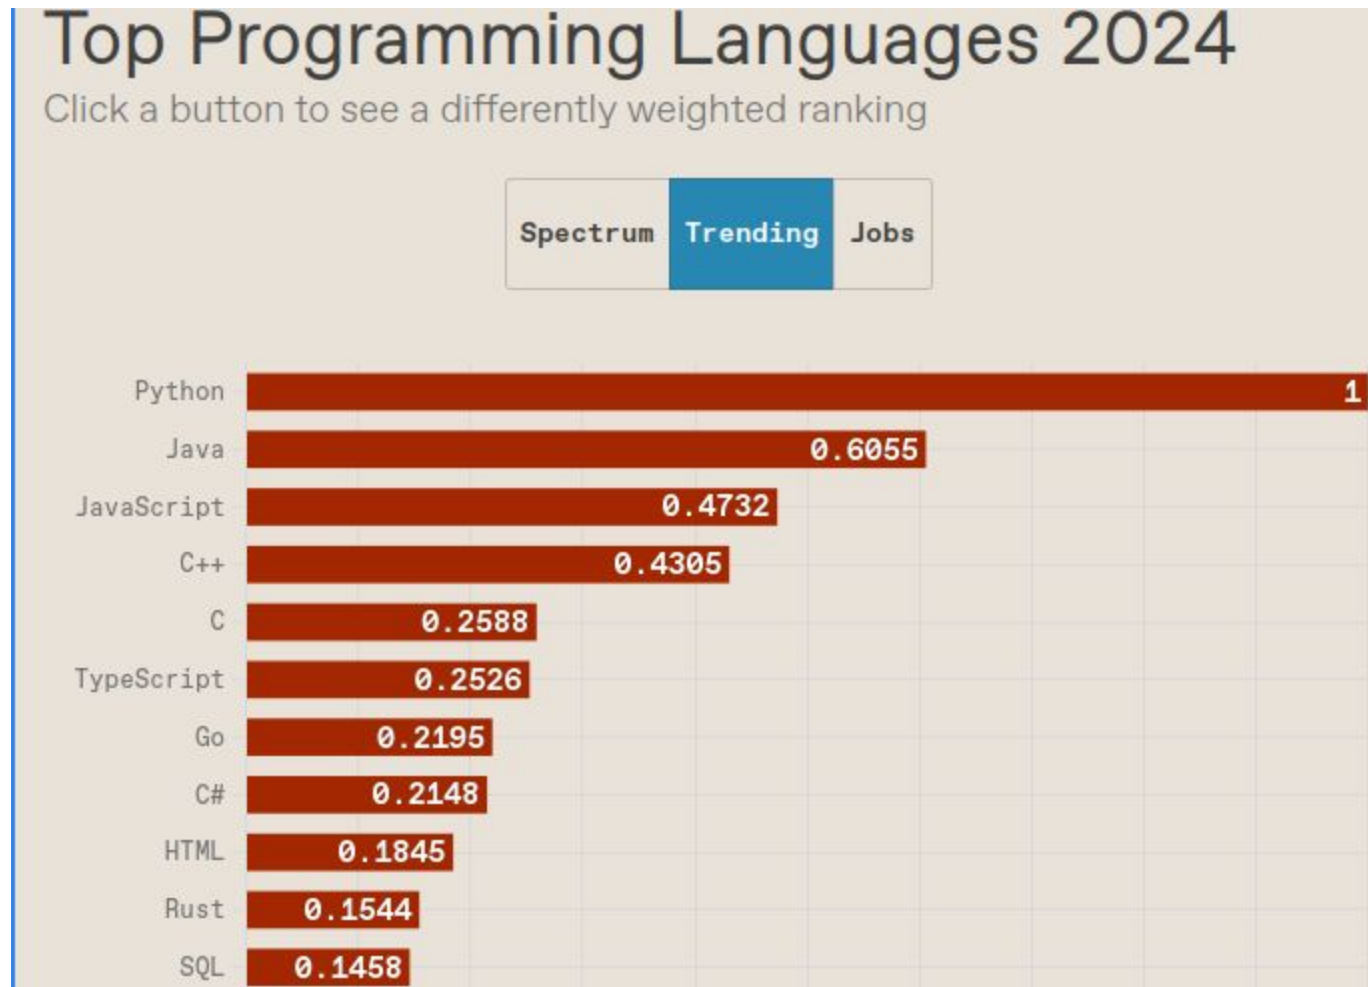 Top Programming Languages 2024
Click a button to see a differently weighted ranking
Spectrum Trending Jobs
Python 1
Java 0.6055
JavaScript 0.4732
C++ 0.4305
C 0.2588
TypeScript 0.2526
Go 0.2195
C# 0.2148
HTML 0.1845
Rust 0.1544
SQL 0.1458